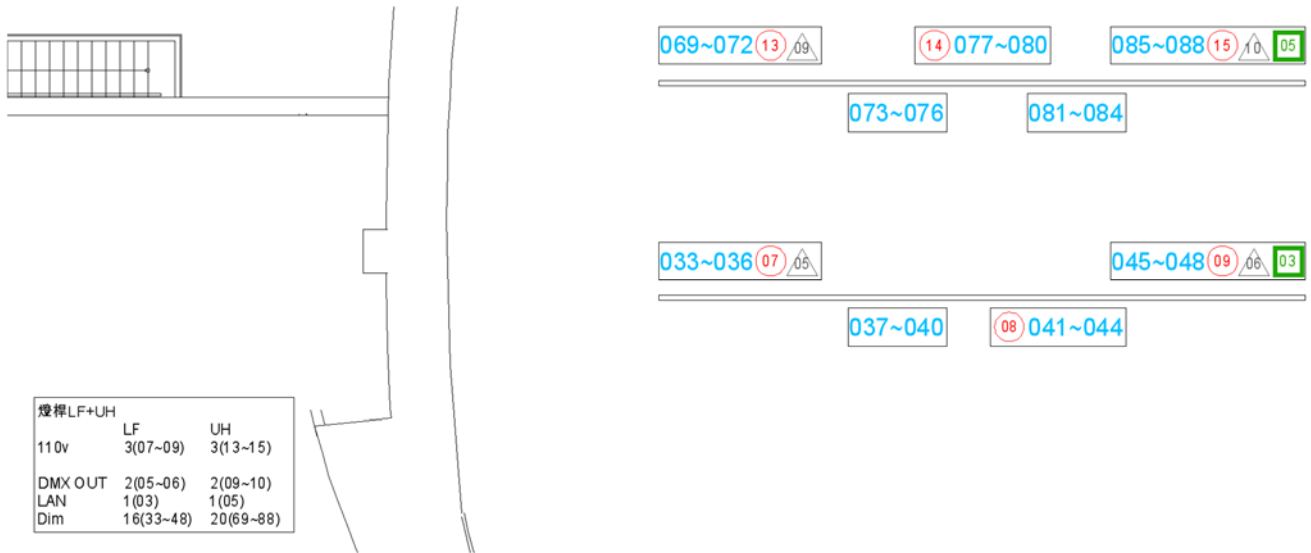 069~072 13 09 14 077~080 085~088 15 10 05
073~076 081~084
033~036 07 05 045~048 09 06 03
037~040 08 041~044
燈桿LF+UH
LF UH
110v 3(07~09) 3(13~15)
DMX OUT 2(05~06) 2(09~10)
LAN 1(03) 1(05)
Dim 16(33~48) 20(69~88)